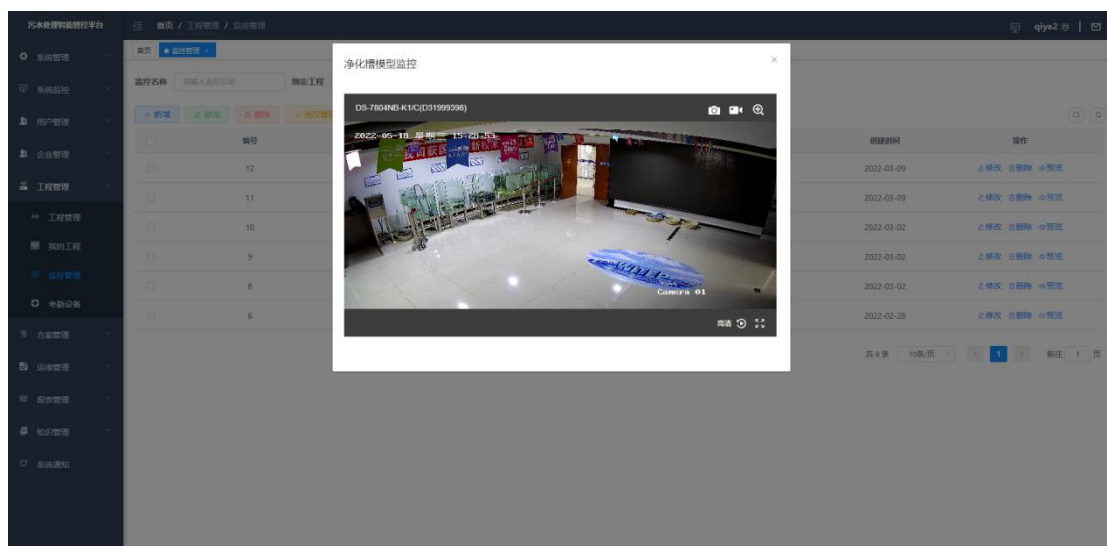 污水处理智能管控平台
首页 / 工程管理 / 监控管理
qiye2
系统管理
系统监控
用户管理
企业管理
工程管理
工程管理
我的工程
监控管理
考勤设备
方案管理
运维管理
报表管理
知识管理
系统通知
首页 监控管理 ×
监控名称 请输入监控名称 绑定工程
+ 新增 修改 删除
编号 创建时间 操作
12 2022-03-09 修改 删除 预览
11 2022-03-09 修改 删除 预览
10 2022-03-02 修改 删除 预览
9 2022-03-02 修改 删除 预览
8 2022-03-02 修改 删除 预览
6 2022-02-28 修改 删除 预览
共 6 条 10条/页 1 前往 1 页
净化槽模型监控 ×
DS-7804NB-K1/C(D31999398)
2022-05-18 星期三 15:28:53
Camera 01
高清